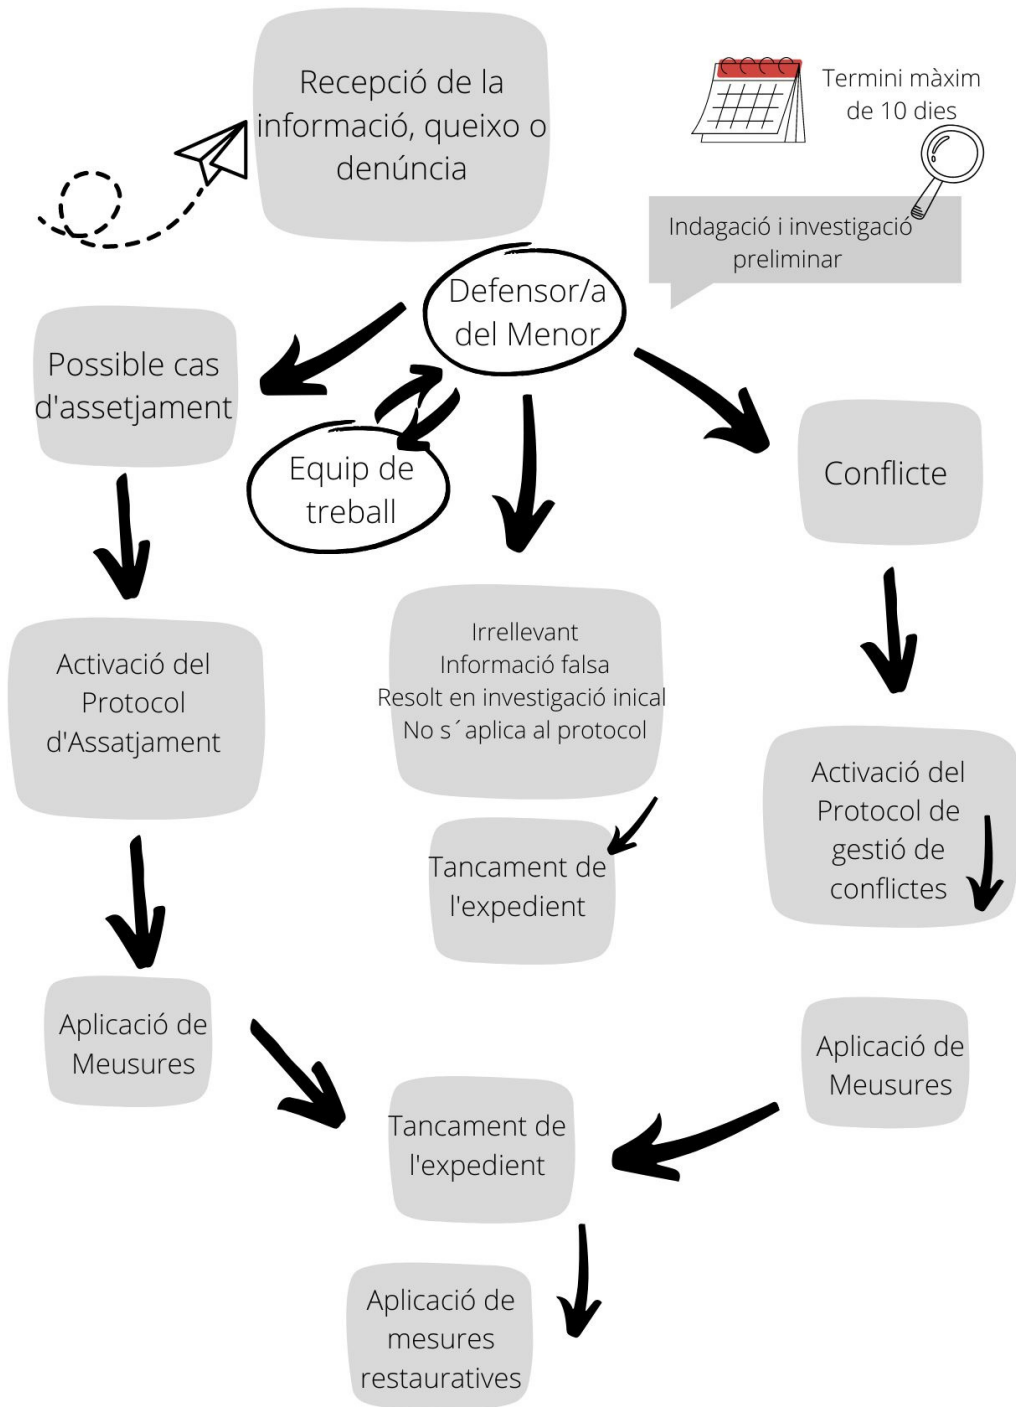 Recepció de la
informació, queixo o
denúncia
Termini màxim
de 10 dies
Indagació i investigació
preliminar
Defensor/a
del Menor
Possible cas
d'assetjament
Equip de
treball
Conflicte
Activació del
Protocol
d'Assatjament
Irrellevant
Informació falsa
Resolt en investigació inical
No s´aplica al protocol
Activació del
Protocol de
gestió de
conflictes
Tancament de
l'expedient
Aplicació de
Meusures
Aplicació de
Meusures
Tancament de
l'expedient
Aplicació de
mesures
restauratives